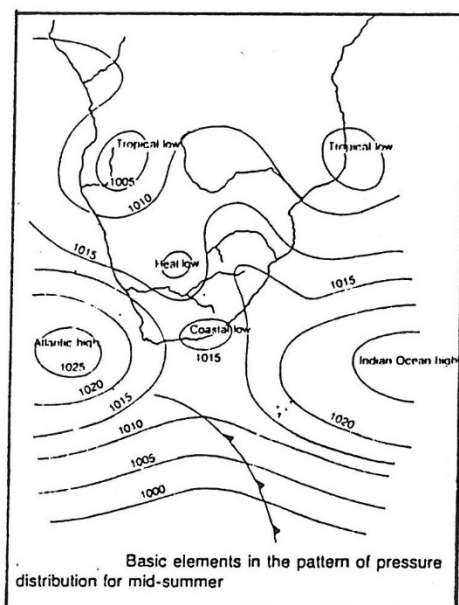 Tropical low
Tropical low
1005
1010
1015
Heat low
1015
Coastal low
1015
Atlantic high
1025
Indian Ocean high
1020
1020
1015
1010
1005
1000
Basic elements in the pattern of pressure
distribution for mid-summer